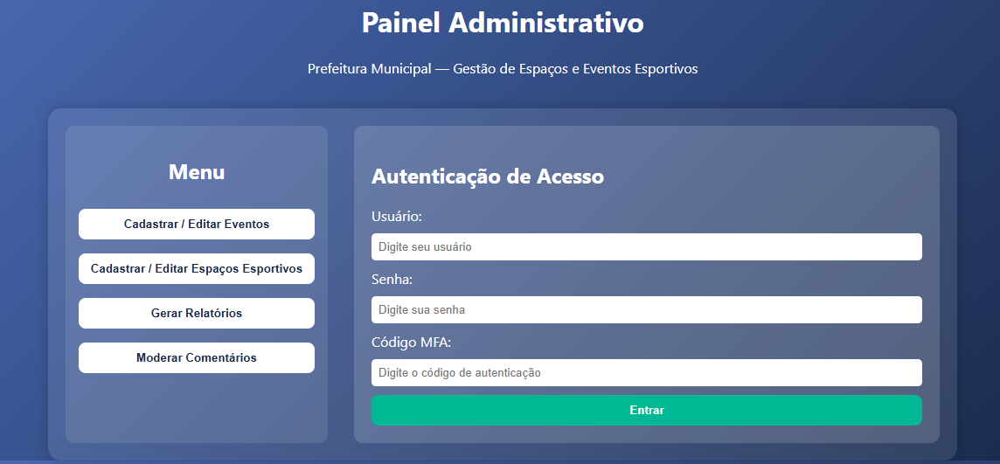 Painel Administrativo
Prefeitura Municipal — Gestão de Espaços e Eventos Esportivos
Menu
Cadastrar / Editar Eventos
Cadastrar / Editar Espaços Esportivos
Gerar Relatórios
Moderar Comentários
Autenticação de Acesso
Usuário:
Digite seu usuário
Senha:
Digite sua senha
Código MFA:
Digite o código de autenticação
Entrar